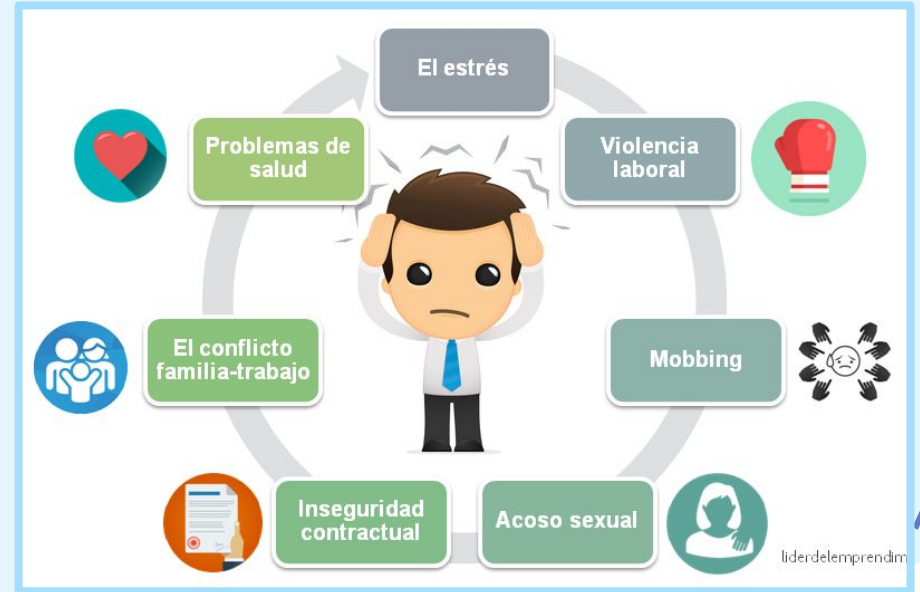 El estrés
Violencia
laboral
Mobbing
Acoso sexual
Inseguridad
contractual
El conflicto
familia-trabajo
Problemas de
salud
liderdelemprendim